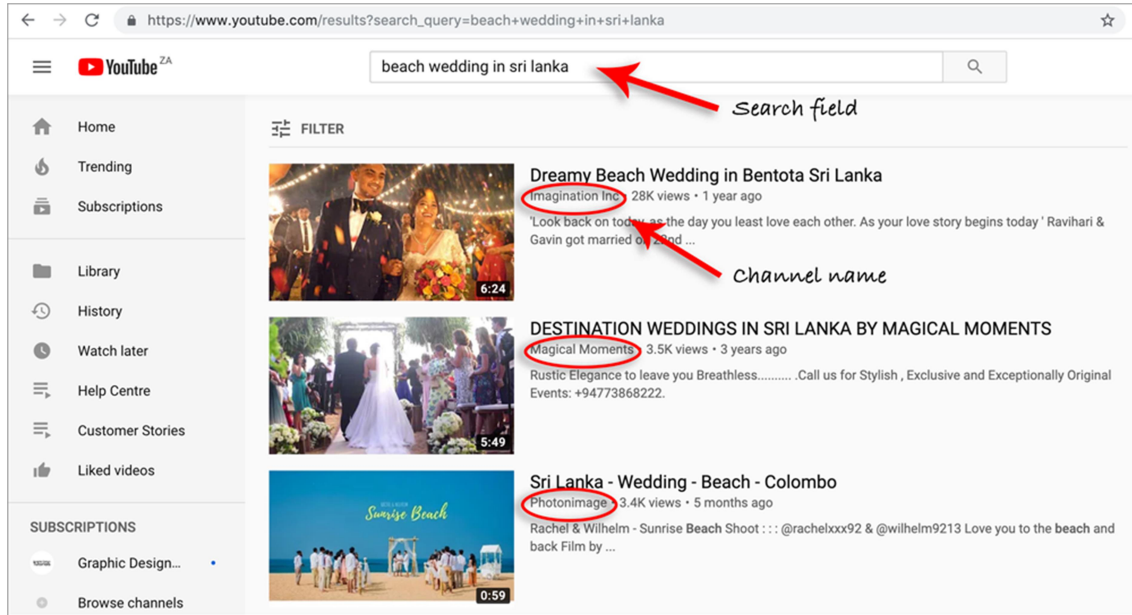 https://www.youtube.com/results?search_query=beach+wedding+in+sri+lanka
YouTube ZA
beach wedding in sri lanka
Search field
Home
Trending
Subscriptions
Library
History
Watch later
Help Centre
Customer Stories
Liked videos
SUBSCRIPTIONS
Graphic Design...
Browse channels
FILTER
Dreamy Beach Wedding in Bentota Sri Lanka
Imagination Inc • 28K views • 1 year ago
'Look back on today, as the day you least love each other. As your love story begins today ' Ravihari &
Gavin got married on 22nd ...
6:24
Channel name
DESTINATION WEDDINGS IN SRI LANKA BY MAGICAL MOMENTS
Magical Moments • 3.5K views • 3 years ago
Rustic Elegance to leave you Breathless.......... .Call us for Stylish , Exclusive and Exceptionally Original
Events: +94773868222.
5:49
Sri Lanka - Wedding - Beach - Colombo
Photonimage • 3.4K views • 5 months ago
Rachel & Wilhelm - Sunrise Beach Shoot : : : @rachelxxx92 & @wilhelm9213 Love you to the beach and
back Film by ...
Sunrise Beach
0:59